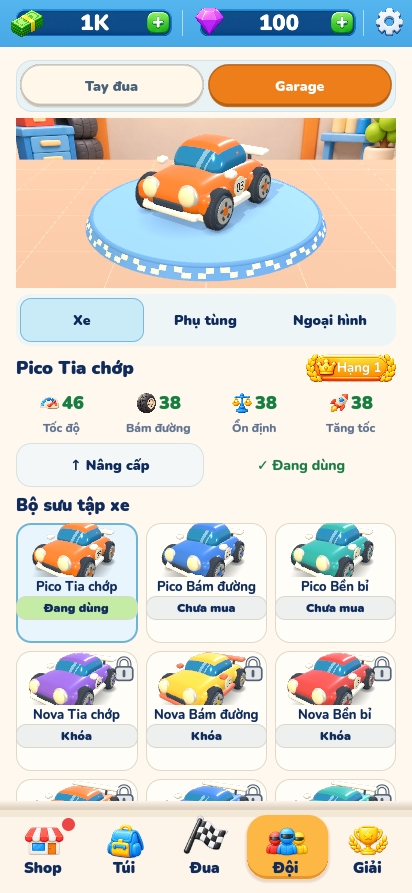 1K 100
Tay đua Garage
03
Xe Phụ tùng Ngoại hình
Pico Tia chớp Hạng 1
46 38 38 38
Tốc độ Bám đường Ổn định Tăng tốc
↑ Nâng cấp ✓ Đang dùng
Bộ sưu tập xe
Pico Tia chớp Pico Bám đường Pico Bền bỉ
Đang dùng Chưa mua Chưa mua
Nova Tia chớp Nova Bám đường Nova Bền bỉ
Khóa Khóa Khóa
Shop Túi Đua Đội Giải